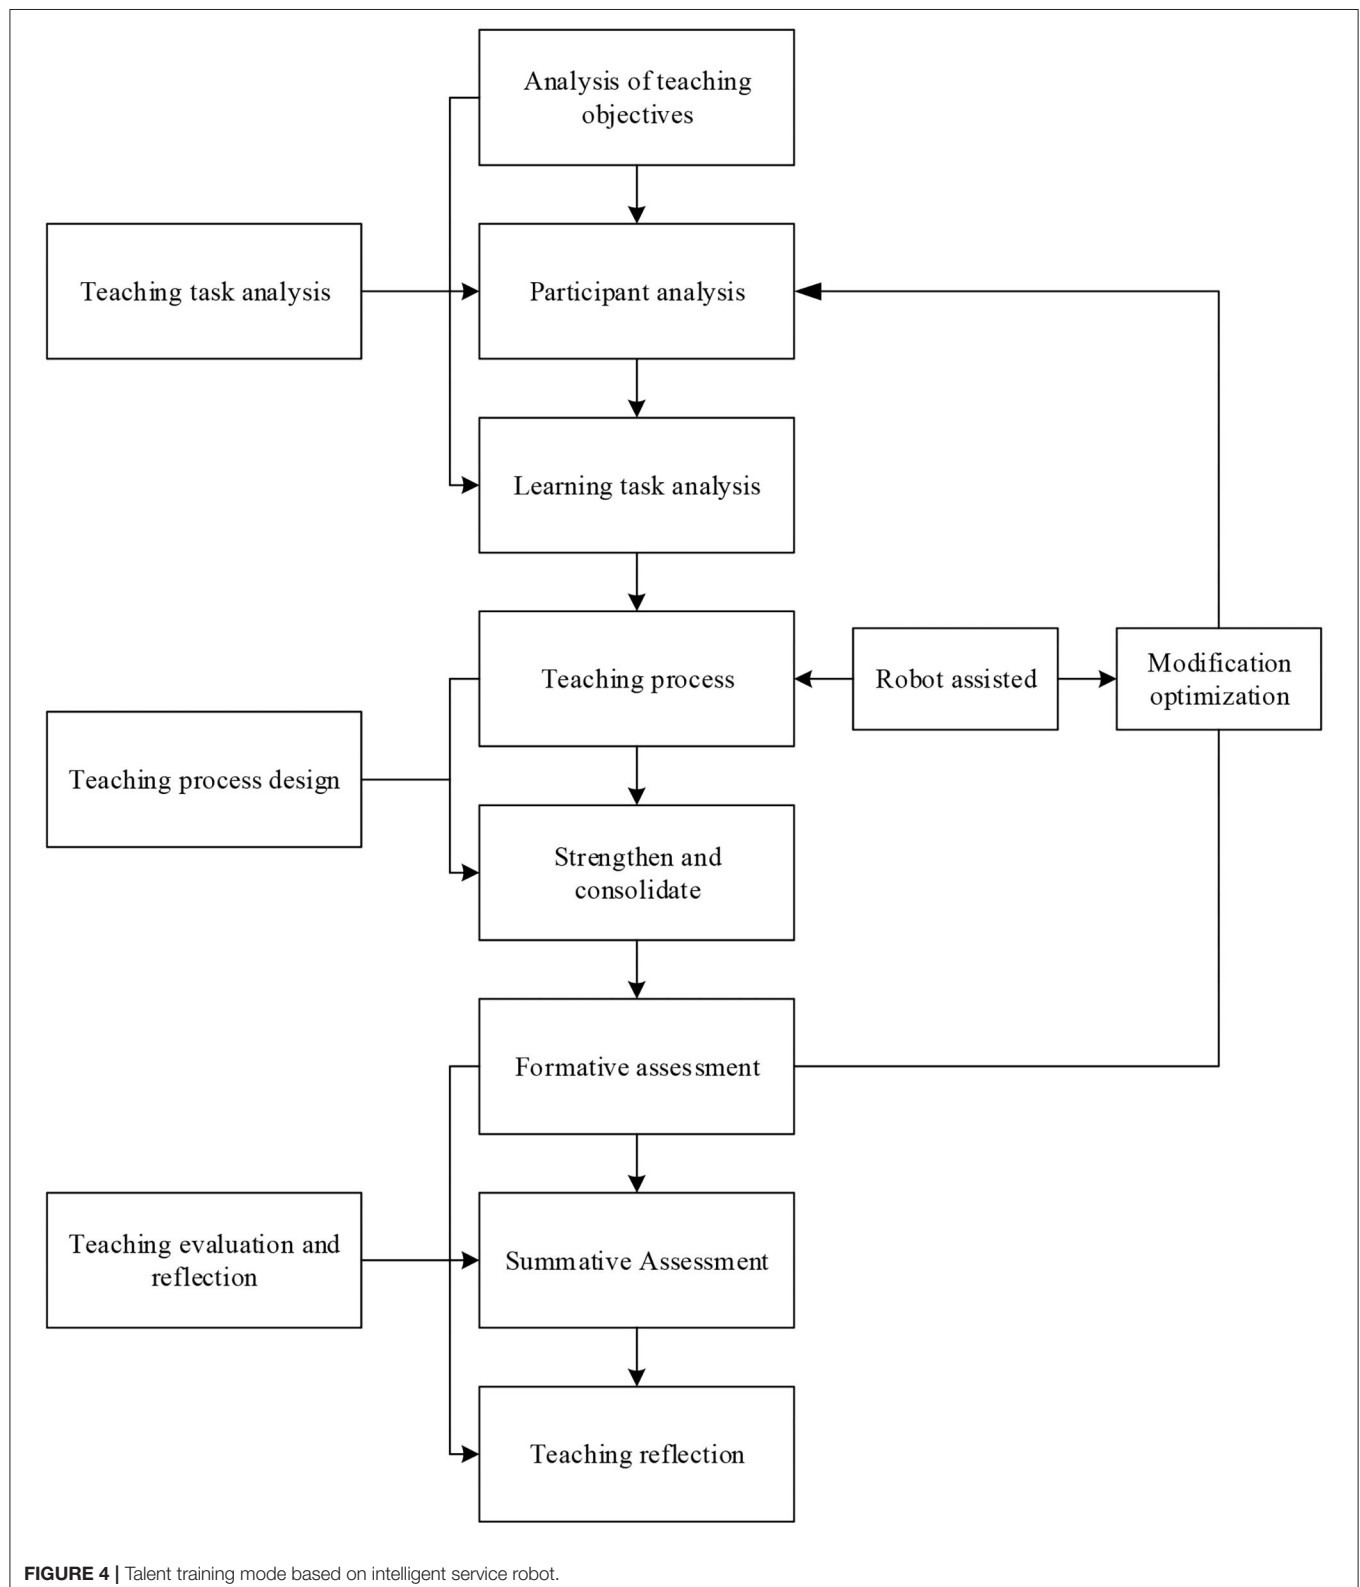 Analysis of teaching
objectives
Teaching task analysis
Participant analysis
Learning task analysis
Teaching process
Robot assisted
Modification
optimization
Teaching process design
Strengthen and
consolidate
Formative assessment
Teaching evaluation and
reflection
Summative Assessment
Teaching reflection
FIGURE 4 | Talent training mode based on intelligent service robot.